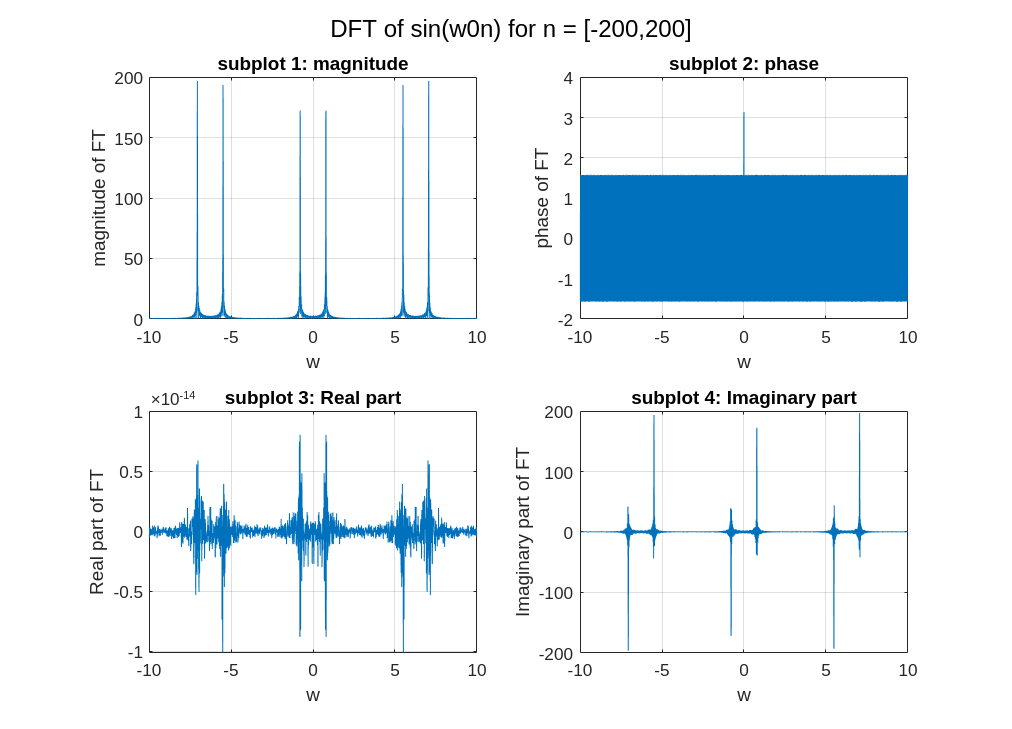 DFT of sin(w0n) for n = [-200,200]
subplot 1: magnitude
magnitude of FT
200
150
100
50
0
-10 -5 0 5 10
w
subplot 2: phase
phase of FT
4
3
2
1
0
-1
-2
-10 -5 0 5 10
w
subplot 3: Real part
×10-14
Real part of FT
1
0.5
0
-0.5
-1
-10 -5 0 5 10
w
subplot 4: Imaginary part
Imaginary part of FT
200
100
0
-100
-200
-10 -5 0 5 10
w